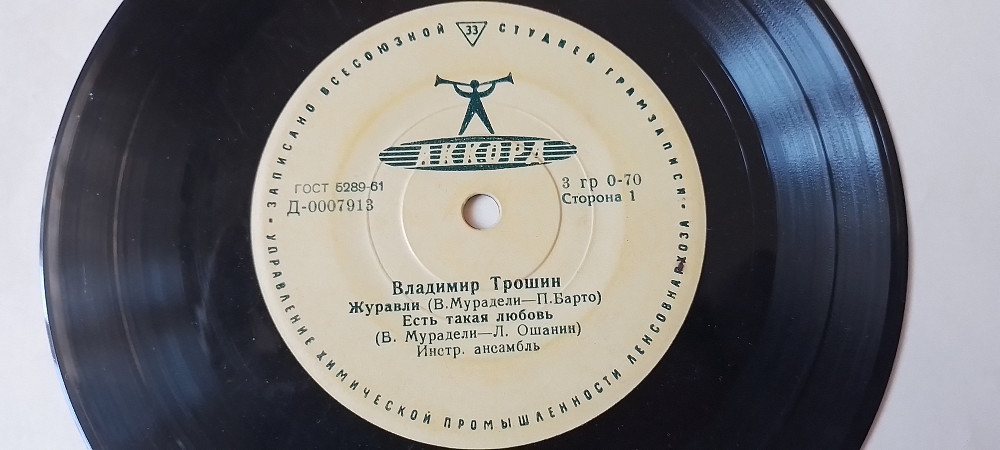 • ЗАПИСАНО ВСЕСОЮЗНОЙ 33 СТУДИЕЙ ГРАМЗАПИСИ •
АККОРД
ГОСТ 5289-61
Д-0007913
3 гр 0-70
Сторона 1
Владимир Трошин
Журавли (В.Мурадели—П.Барто)
Есть такая любовь
(В. Мурадели—Л. Ошанин)
Инстр. ансамбль
УПРАВЛЕНИЕ ХИМИЧЕСКОЙ ПРОМЫШЛЕННОСТИ ЛЕНСОВНАРХОЗА